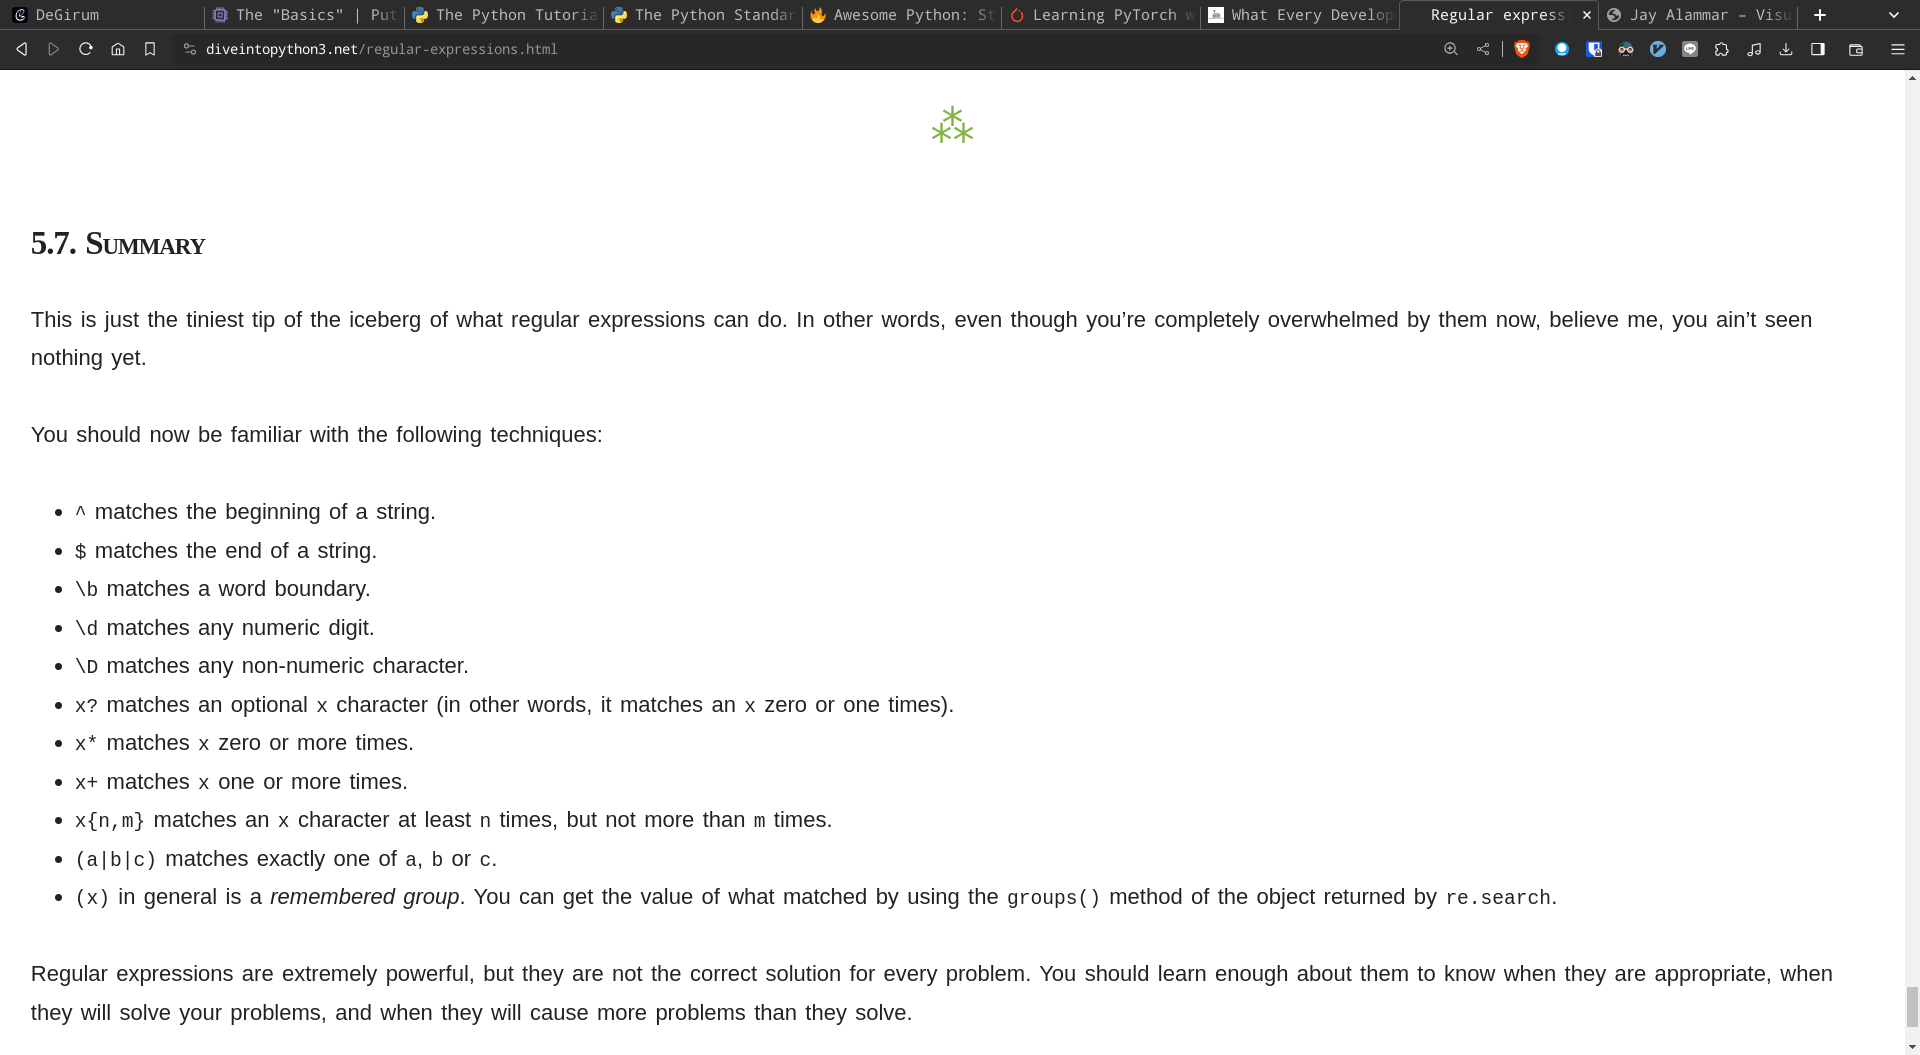 DeGirum
The "Basics" | Put
The Python Tutoria
The Python Standar
Awesome Python: St
Learning PyTorch w
What Every Develop
Regular express
Jay Alammar – Visu
diveintopython3.net/regular-expressions.html
5.7. Summary
This is just the tiniest tip of the iceberg of what regular expressions can do. In other words, even though you’re completely overwhelmed by them now, believe me, you ain’t seen
nothing yet.
You should now be familiar with the following techniques:
• ^ matches the beginning of a string.
• $ matches the end of a string.
• \b matches a word boundary.
• \d matches any numeric digit.
• \D matches any non-numeric character.
• x? matches an optional x character (in other words, it matches an x zero or one times).
• x* matches x zero or more times.
• x+ matches x one or more times.
• x{n,m} matches an x character at least n times, but not more than m times.
• (a|b|c) matches exactly one of a, b or c.
• (x) in general is a remembered group. You can get the value of what matched by using the groups() method of the object returned by re.search.
Regular expressions are extremely powerful, but they are not the correct solution for every problem. You should learn enough about them to know when they are appropriate, when
they will solve your problems, and when they will cause more problems than they solve.